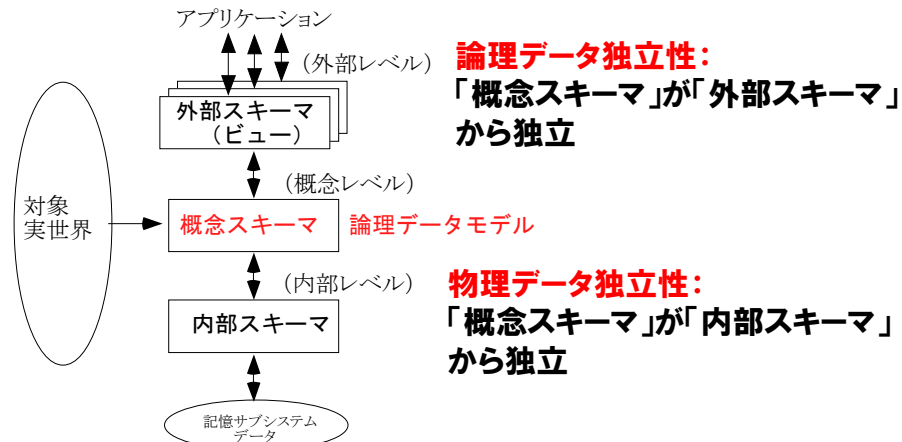 アプリケーション
(外部レベル)
論理データ独立性:
「概念スキーマ」が「外部スキーマ」
から独立
外部スキーマ
(ビュー)
(概念レベル)
対象
実世界
概念スキーマ
論理データモデル
(内部レベル)
物理データ独立性:
「概念スキーマ」が「内部スキーマ」
から独立
内部スキーマ
記憶サブシステム
データ